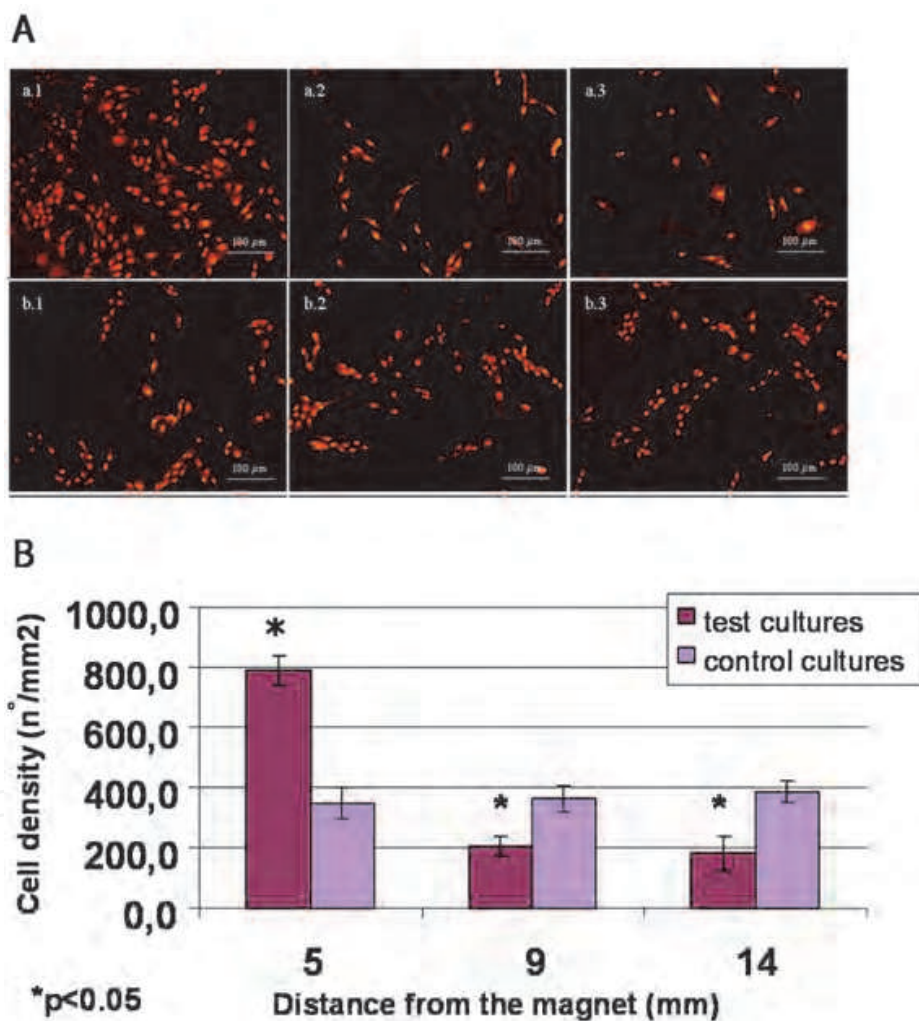 A
a.1 a.2 a.3
100 µm 100 µm 100 µm
b.1 b.2 b.3
100 µm 100 µm 100 µm
B
Cell density (n°/mm2)
1000,0
800,0
600,0
400,0
200,0
0,0
*
*
*
test cultures
control cultures
5 9 14
*p<0.05
Distance from the magnet (mm)